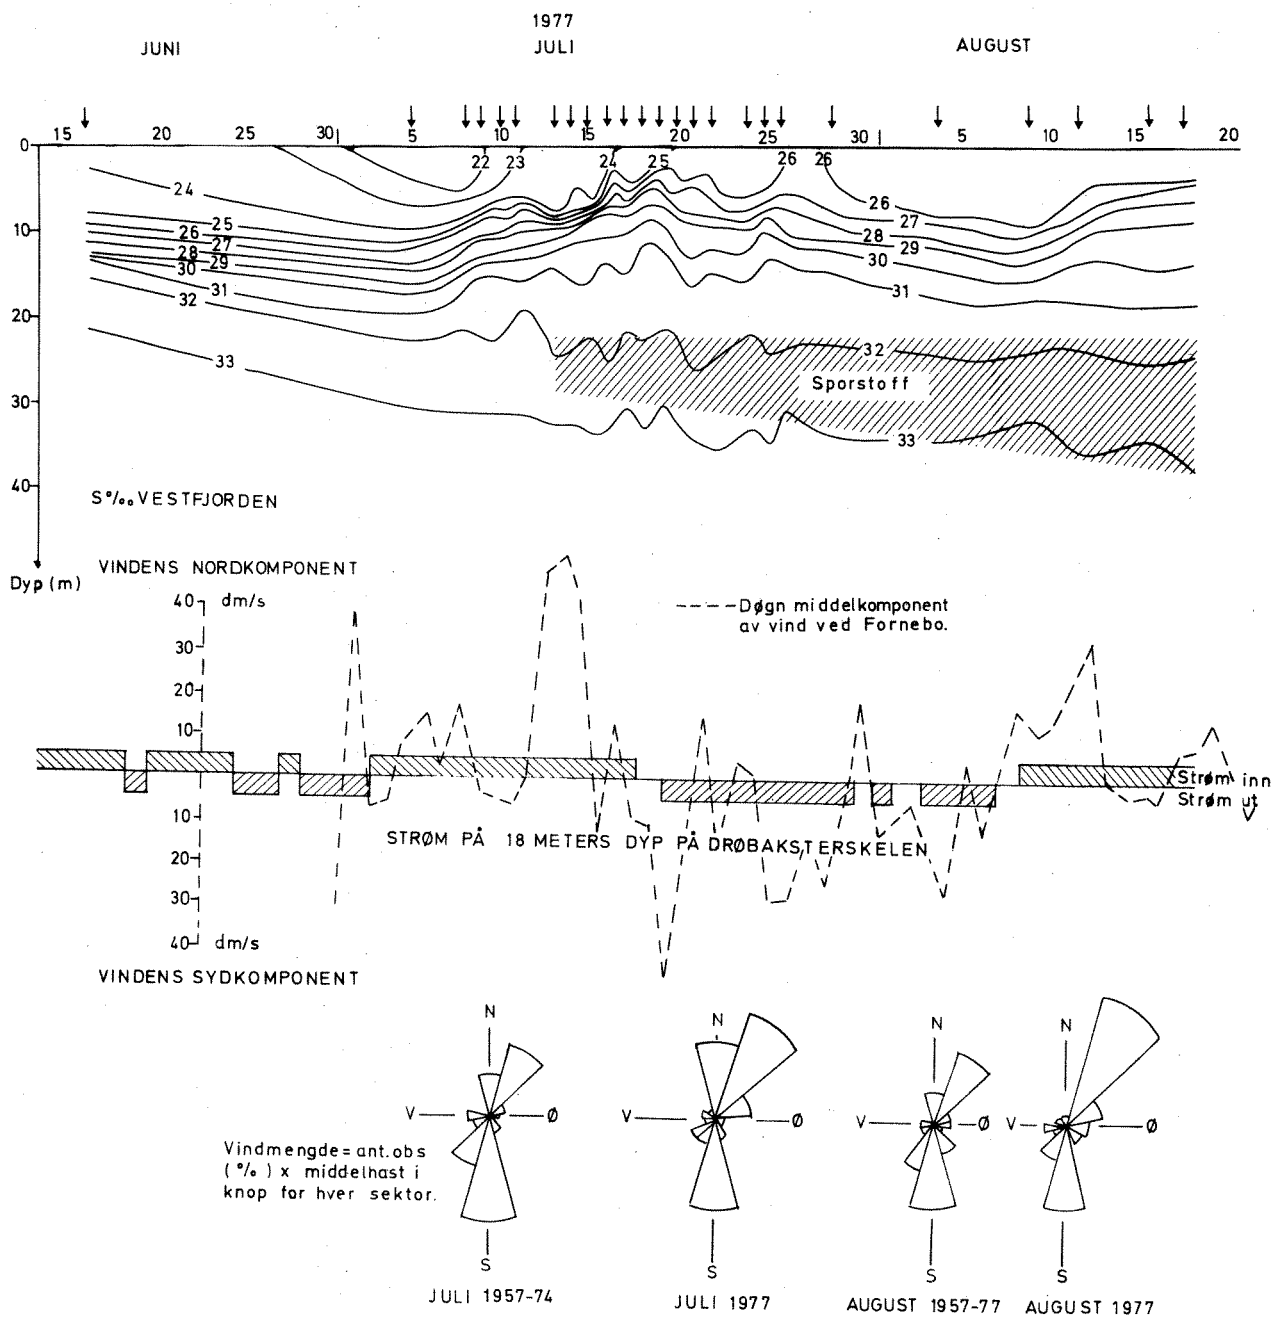 1977
JUNI JULI AUGUST
15 20 25 30 5 10 15 20 25 30 5 10 15 20
0
22 23 24 25 26 26
24
25
26
27
28
29
30
31
32
33
26
27
28
29
30
31
32
33
10
20
30
40
Sporstoff
S‰ VESTFJORDEN
Dyp (m)
VINDENS NORDKOMPONENT
40 dm/s
30
20
10
---- Døgn middelkomponent
av vind ved Fornebo.
Strøm inn
Strøm ut
10
STRØM PÅ 18 METERS DYP PÅ DRØBAKSTERSKELEN
20
30
40 dm/s
VINDENS SYDKOMPONENT
N N N N
V Ø V Ø V Ø V Ø
S S S S
Vindmengde = ant.obs
(%) x middelhast i
knop for hver sektor.
JULI 1957-74 JULI 1977 AUGUST 1957-77 AUGUST 1977